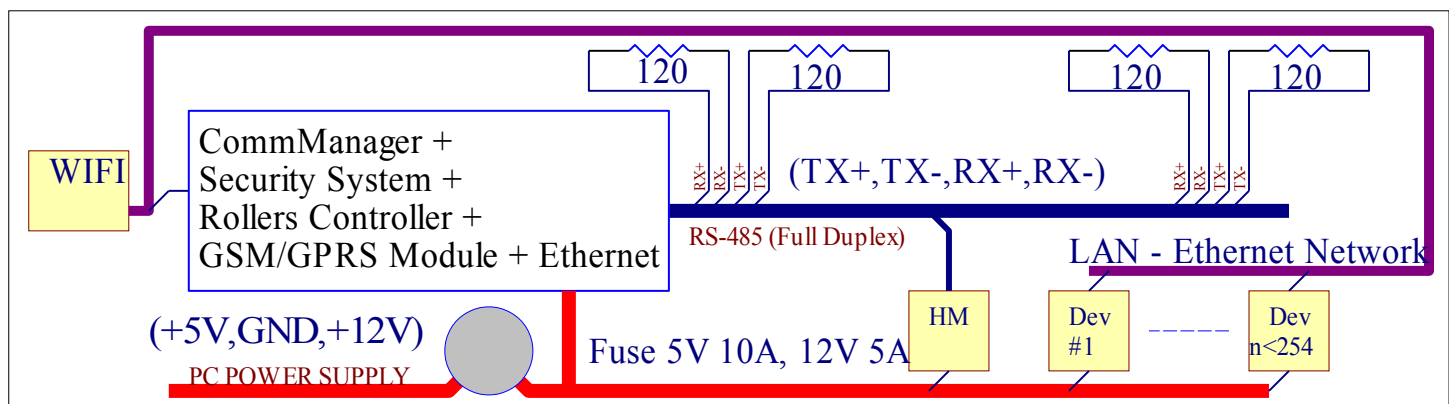 120
120
120
120
WIFI
CommManager +
Security System +
Rollers Controller +
GSM/GPRS Module + Ethernet
RX+
RX-
TX+
TX-
(TX+,TX-,RX+,RX-)
RX+
RX-
TX+
TX-
RS-485 (Full Duplex)
LAN - Ethernet Network
(+5V,GND,+12V)
PC POWER SUPPLY
Fuse 5V 10A, 12V 5A
HM
Dev
#1
Dev
n<254